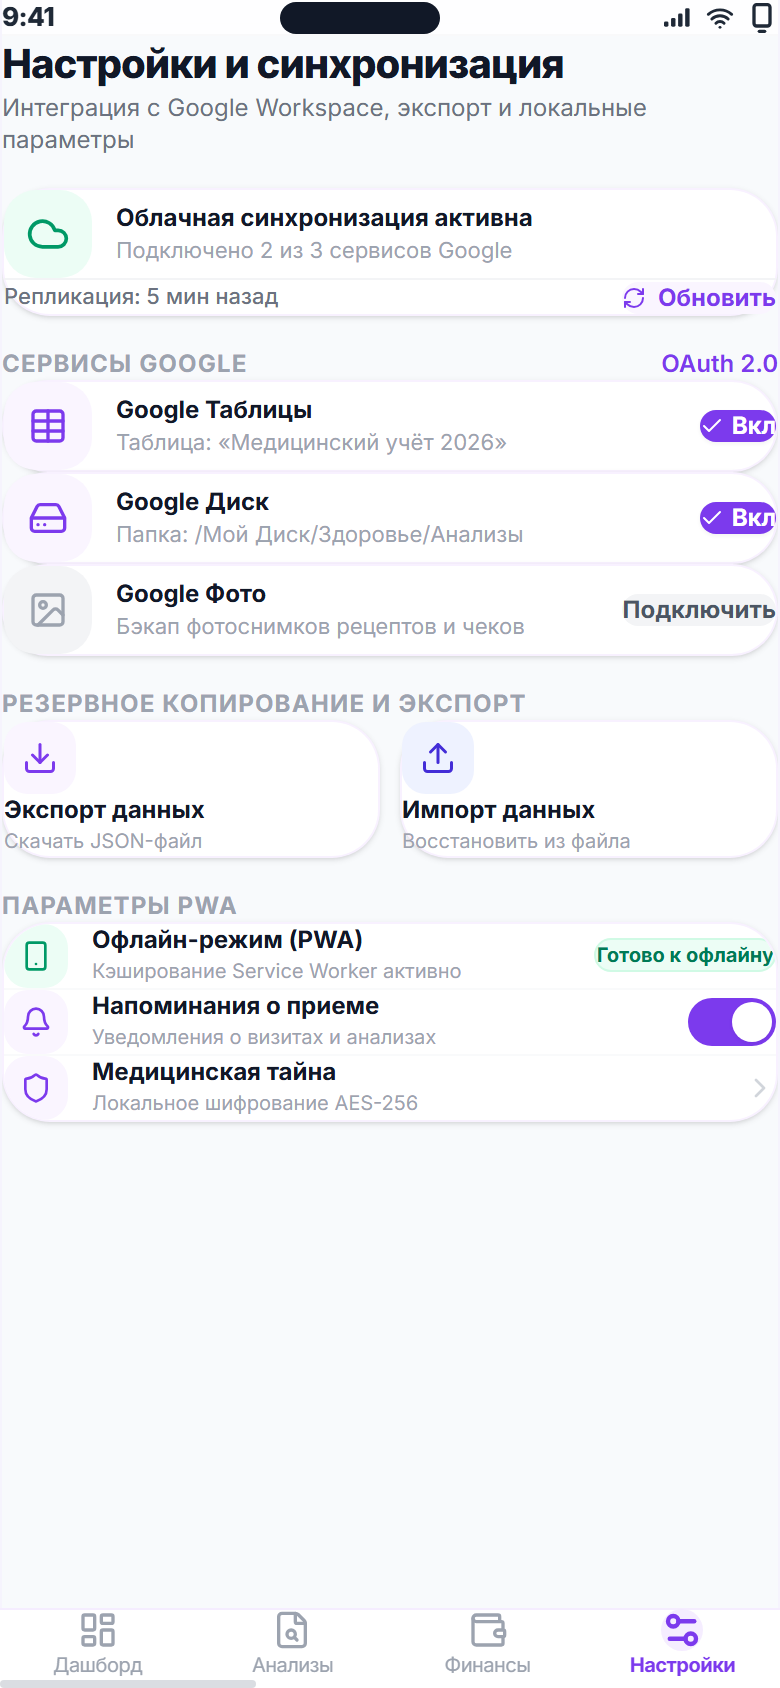 9:41
Настройки и синхронизация
Интеграция с Google Workspace, экспорт и локальные
параметры
Облачная синхронизация активна
Подключено 2 из 3 сервисов Google
Репликация: 5 мин назад
Обновить
СЕРВИСЫ GOOGLE
OAuth 2.0
Google Таблицы
Таблица: «Медицинский учёт 2026»
Вкл
Google Диск
Папка: /Мой Диск/Здоровье/Анализы
Вкл
Google Фото
Бэкап фотоснимков рецептов и чеков
Подключить
РЕЗЕРВНОЕ КОПИРОВАНИЕ И ЭКСПОРТ
Экспорт данных
Скачать JSON-файл
Импорт данных
Восстановить из файла
ПАРАМЕТРЫ PWA
Офлайн-режим (PWA)
Кэширование Service Worker активно
Готово к офлайну
Напоминания о приеме
Уведомления о визитах и анализах
Медицинская тайна
Локальное шифрование AES-256
Дашборд
Анализы
Финансы
Настройки